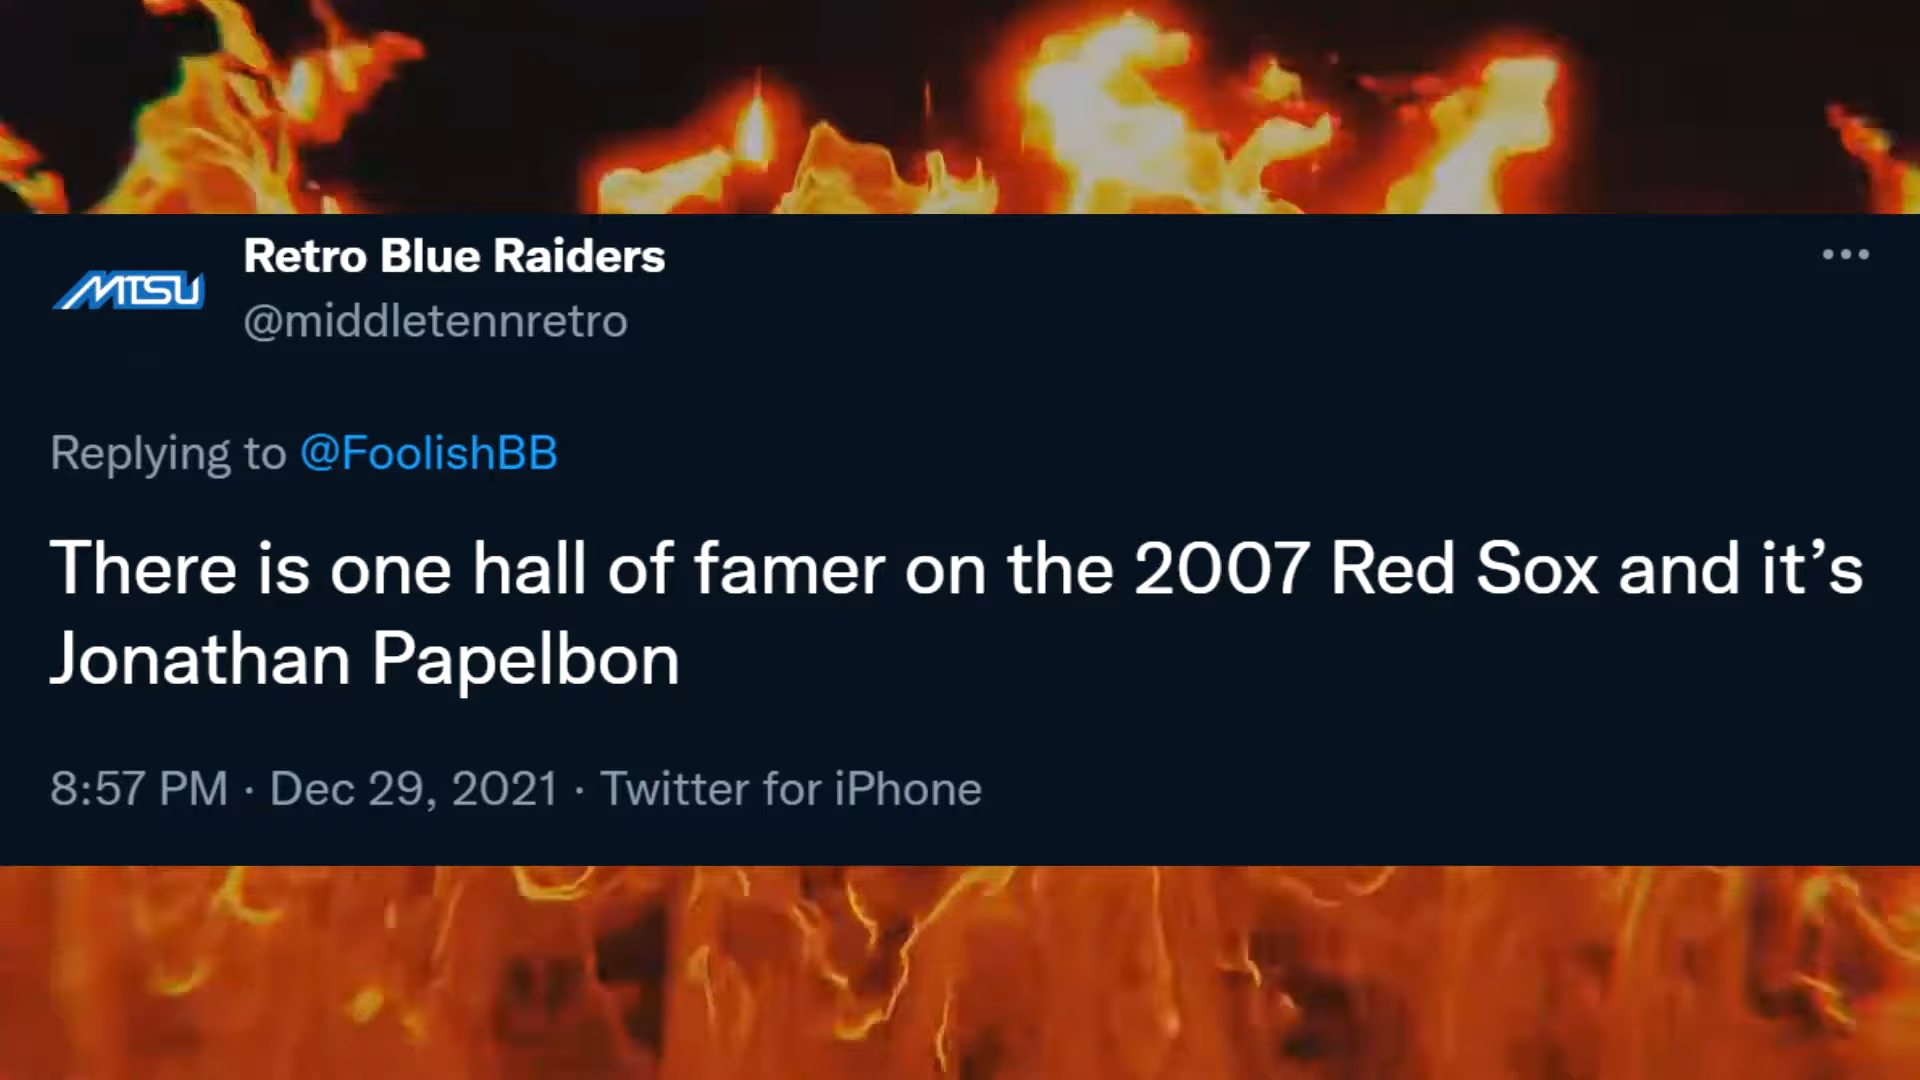 MTSU
Retro Blue Raiders
@middletennretro
Replying to @FoolishBB
There is one hall of famer on the 2007 Red Sox and it’s
Jonathan Papelbon
8:57 PM · Dec 29, 2021 · Twitter for iPhone